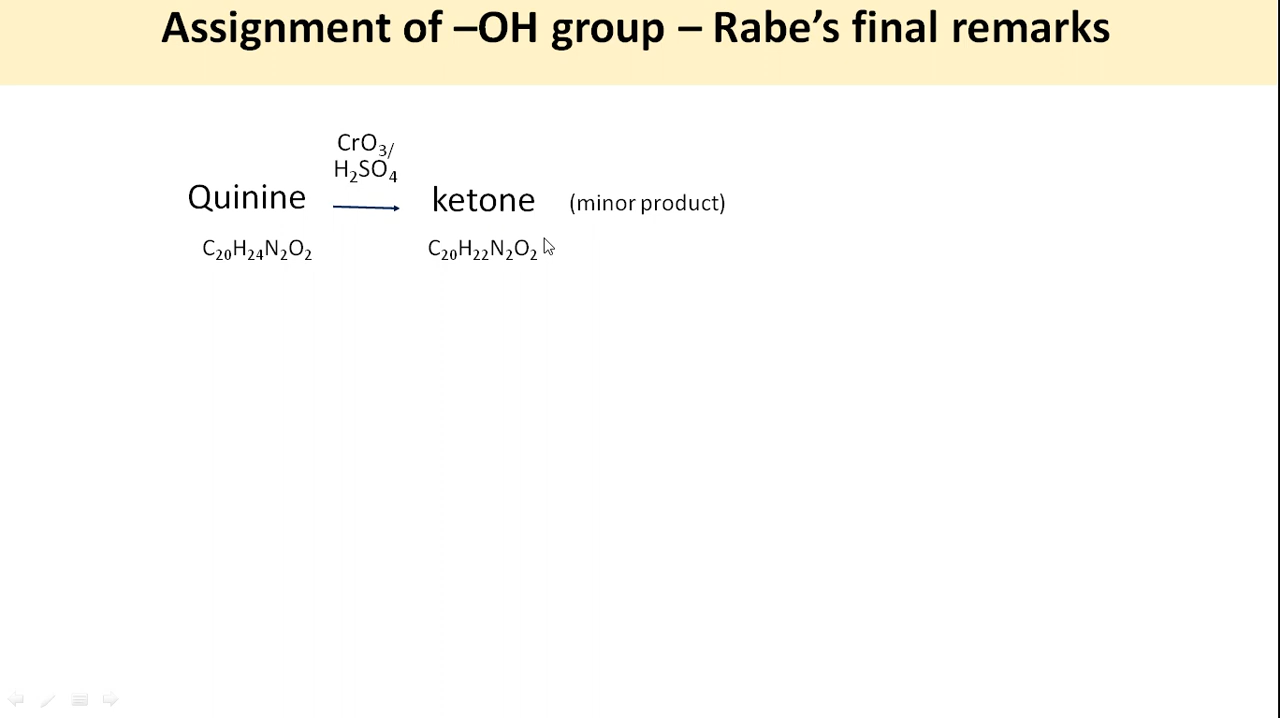 Assignment of –OH group – Rabe’s final remarks
CrO3/
H2SO4
Quinine ketone (minor product)
C20H24N2O2 C20H22N2O2